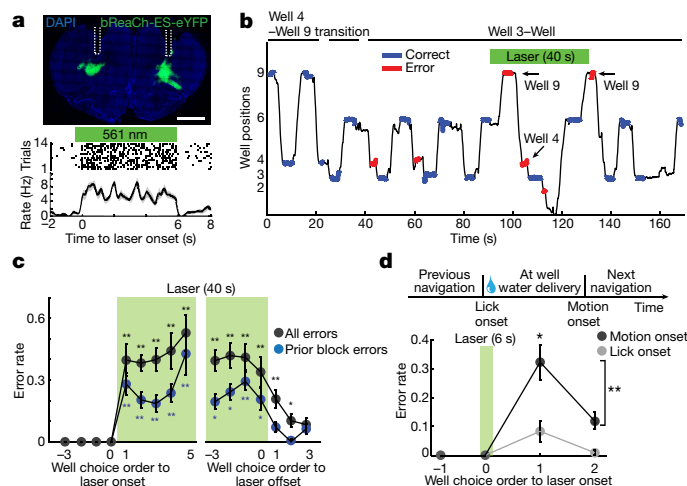 a
DAPI bReaCh-ES-eYFP
561 nm
Trials
14
1
Rate (Hz)
8
4
0
−2 0 2 4 6 8
Time to laser onset (s)
b
Well 4
–Well 9 transition
Well 3–Well
Correct
Error
Laser (40 s)
Well 9
Well 9
Well 4
Well positions
9
6
4
3
2
0 20 40 60 80 100 120 140 160
Time (s)
c
Laser (40 s)
All errors
Prior block errors
Error rate
0.6
0.3
0
** ** ** ** ** ** ** ** ** ** *
** ** ** ** ** * * ** *
−3 0 1 5 −3 0 1 3
Well choice order to laser onset
Well choice order to laser offset
d
Previous navigation
At well water delivery
Next navigation
Lick onset
Motion onset
Time
Laser (6 s)
Motion onset
Lick onset
*
**
Error rate
0.4
0.3
0.2
0.1
0
−1 0 1 2
Well choice order to laser onset